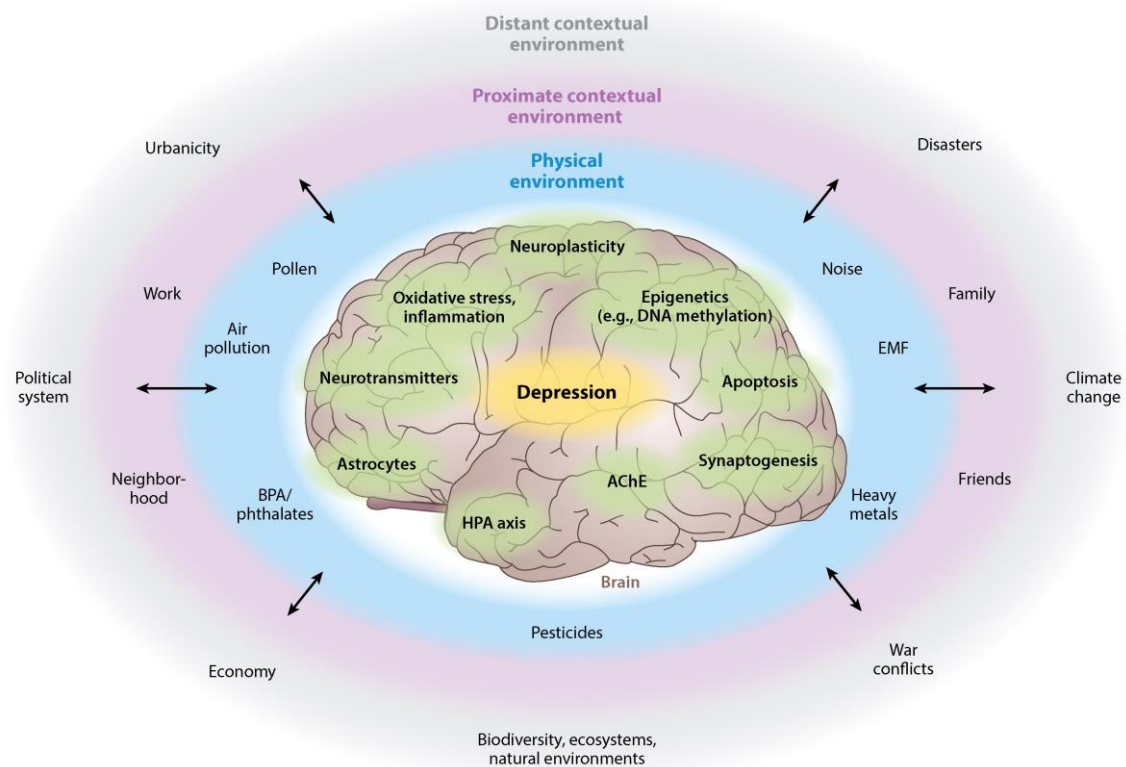 Distant contextual
environment
Proximate contextual
environment
Physical
environment
Urbanicity
Disasters
Pollen
Noise
Neuroplasticity
Work
Family
Oxidative stress,
inflammation
Epigenetics
(e.g., DNA methylation)
Air
pollution
EMF
Political
system
Neurotransmitters
Depression
Apoptosis
Climate
change
Neighbor-
hood
Astrocytes
AChE
Synaptogenesis
Friends
BPA/
phthalates
HPA axis
Heavy
metals
Brain
Pesticides
Economy
War
conflicts
Biodiversity, ecosystems,
natural environments